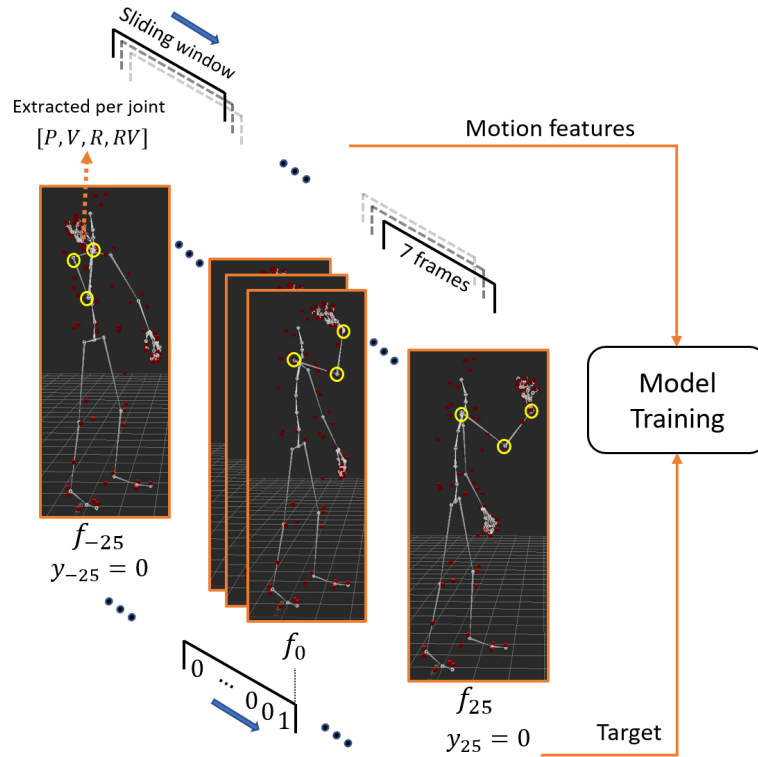 Sliding window
Extracted per joint
[P, V, R, RV]
Motion features
7 frames
Model
Training
f₋₂₅
y₋₂₅ = 0
f₀
0 ... 0 0 1
f₂₅
y₂₅ = 0
Target